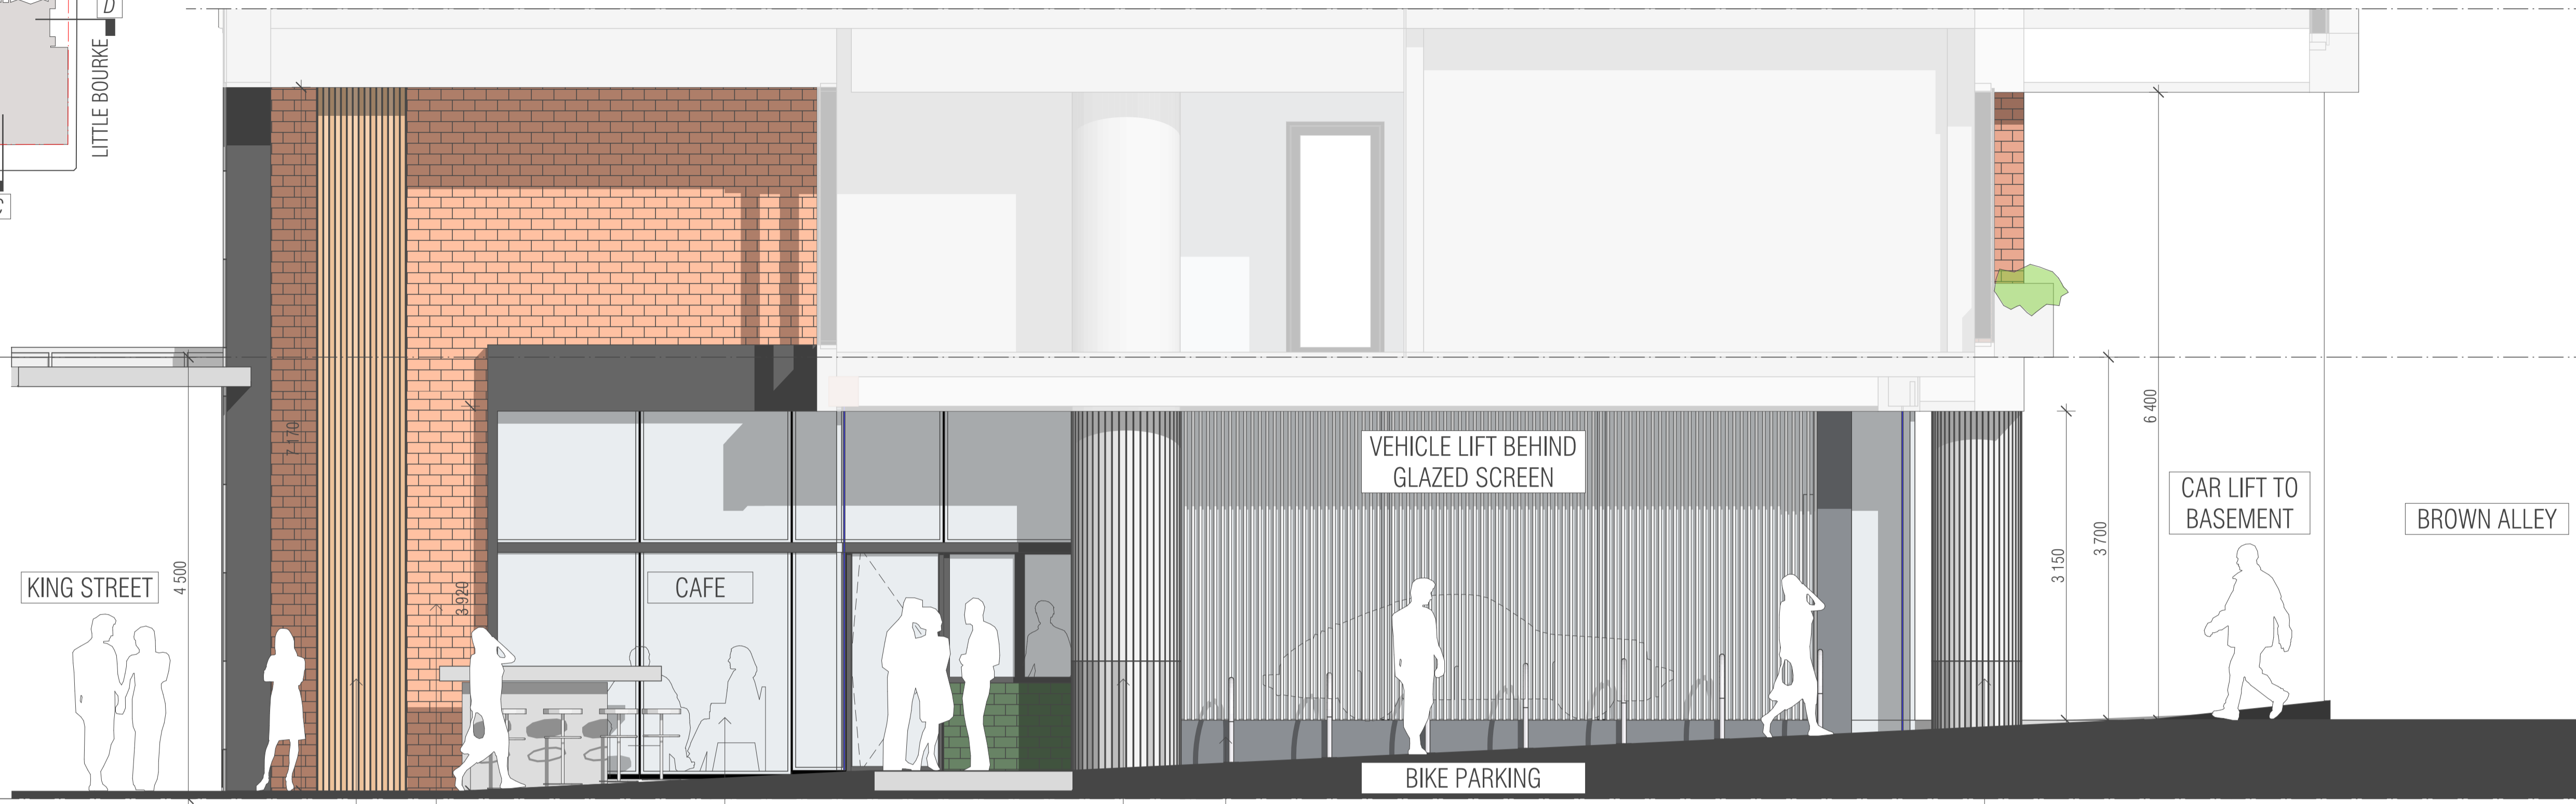 D
LITTLE BOURKE
7 170
3 920
4 500
KING STREET
CAFE
VEHICLE LIFT BEHIND
GLAZED SCREEN
BIKE PARKING
3 150
3 700
6 400
CAR LIFT TO
BASEMENT
BROWN ALLEY